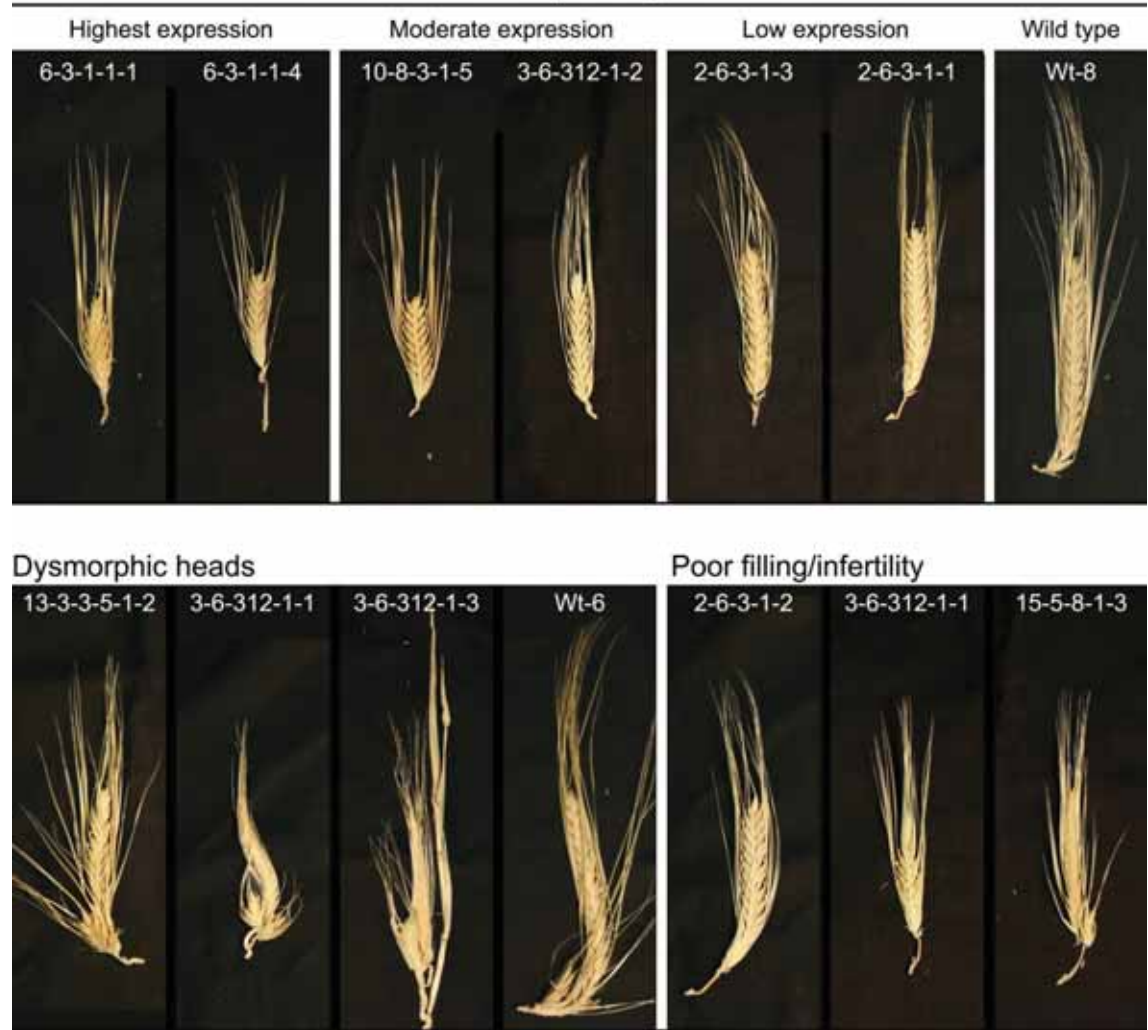 Highest expression
Moderate expression
Low expression
Wild type
6-3-1-1-1
6-3-1-1-4
10-8-3-1-5
3-6-312-1-2
2-6-3-1-3
2-6-3-1-1
Wt-8
Dysmorphic heads
Poor filling/infertility
13-3-3-5-1-2
3-6-312-1-1
3-6-312-1-3
Wt-6
2-6-3-1-2
3-6-312-1-1
15-5-8-1-3